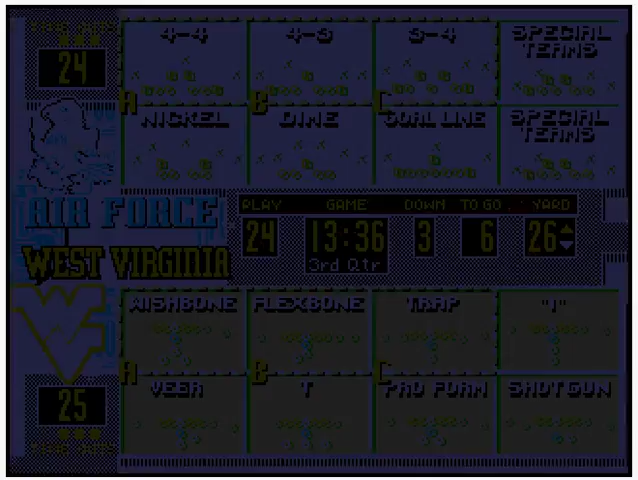 4-4
4-3
3-4
SPECIAL TEAMS
24
A
B
C
NICKEL
DIME
GOAL LINE
SPECIAL TEAMS
AIR FORCE
PLAY GAME DOWN TO GO YARD
24 13:36 3 6 26
3rd Qtr
WEST VIRGINIA
WISHBONE
FLEXBONE
TRAP
"I"
A
B
C
VEER
T
PRO FORM
SHOTGUN
25